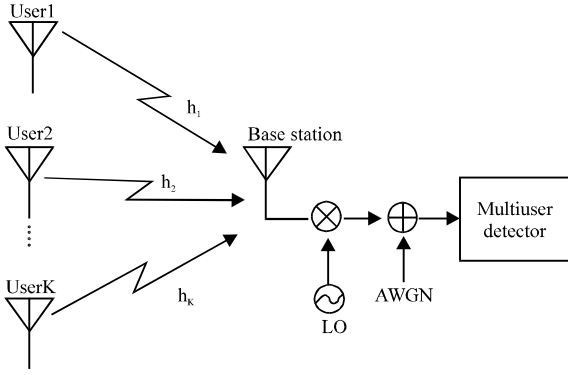 User1
h₁
User2
Base station
h₂
Multiuser
detector
UserK
hₖ
AWGN
LO